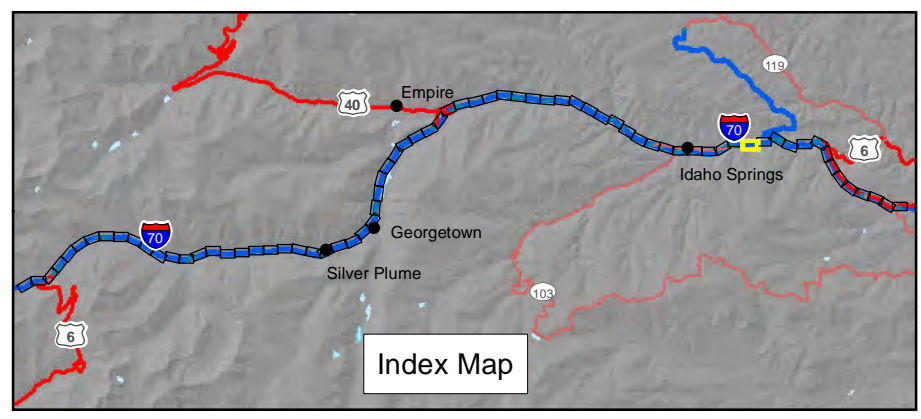 119
Empire
40
70
6
Idaho Springs
Georgetown
70
Silver Plume
103
6
Index Map